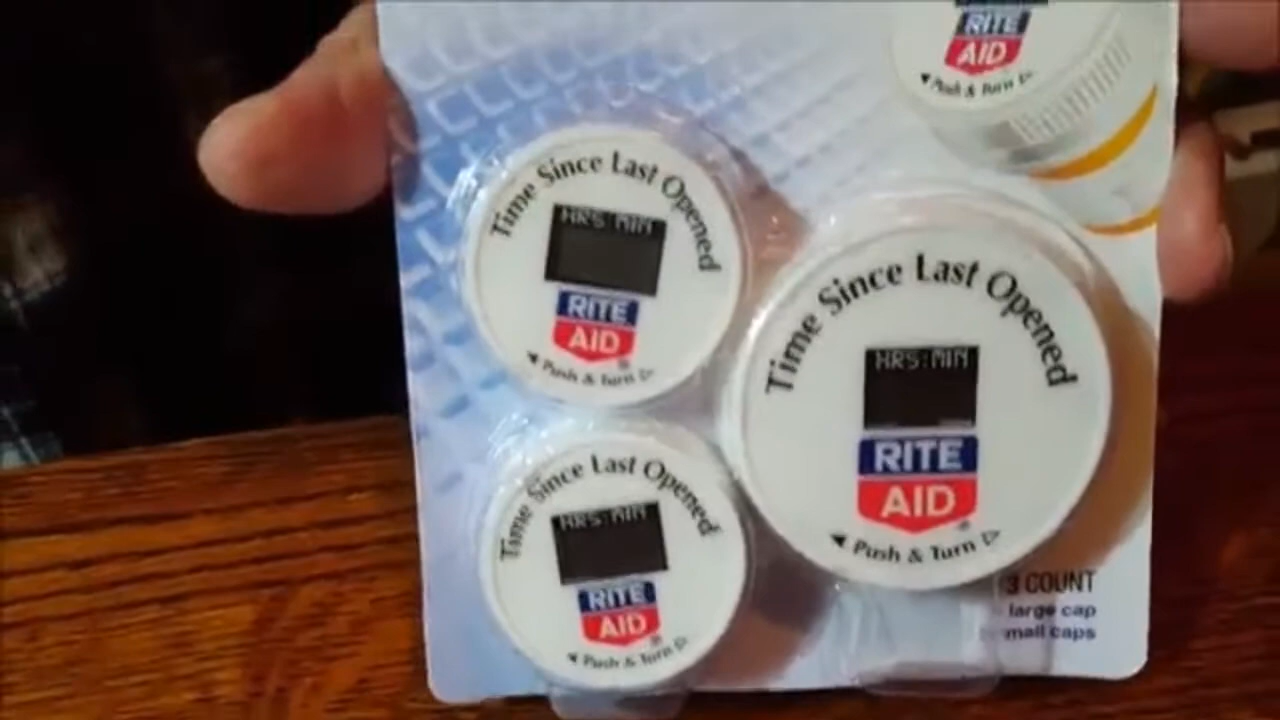 RITE
AID
Push & Turn
Time Since Last Opened
HRS:MIN
RITE
AID
Push & Turn
Time Since Last Opened
HRS:MIN
RITE
AID
Push & Turn
Time Since Last Opened
HRS:MIN
RITE
AID
Push & Turn
3 COUNT
large cap
caps